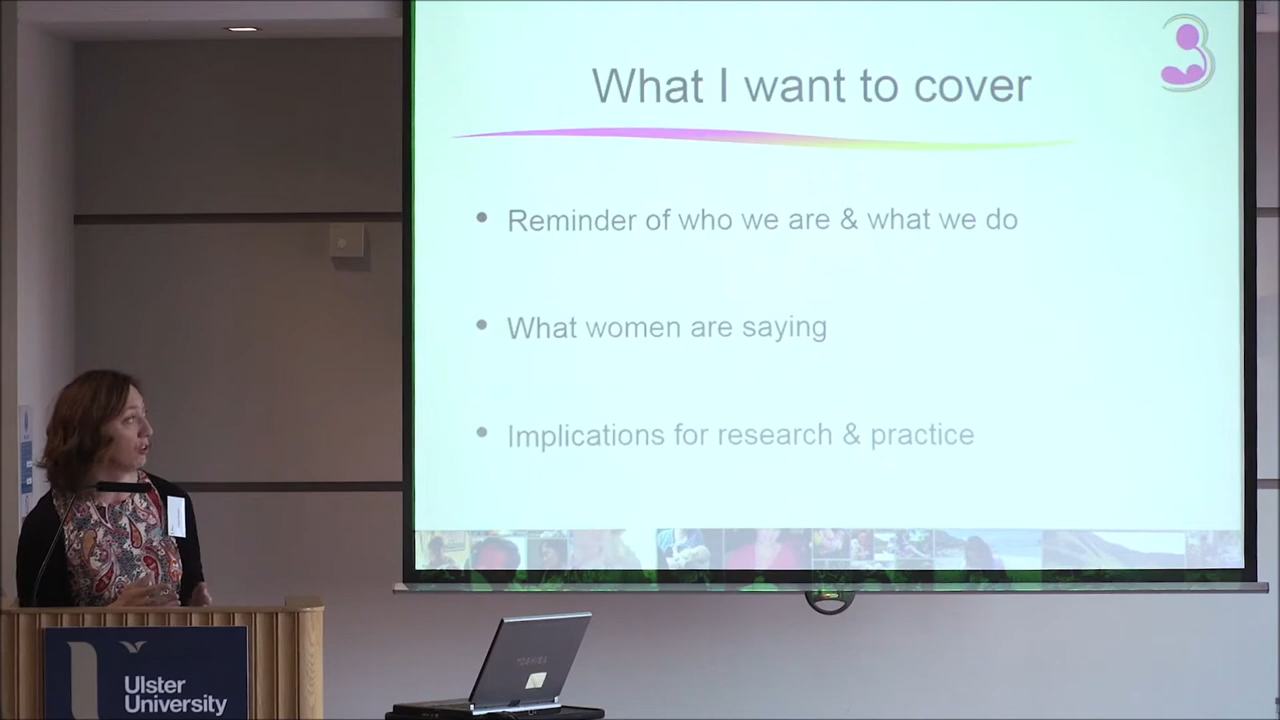 What I want to cover
• Reminder of who we are & what we do
• What women are saying
• Implications for research & practice
TOSHIBA
Ulster
University